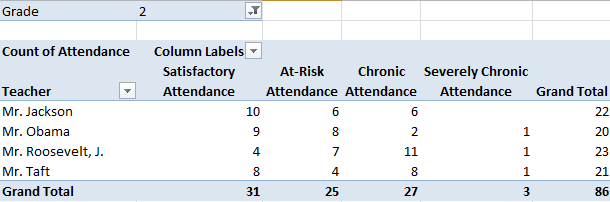 Grade 2
Count of Attendance Column Labels
Satisfactory At-Risk Chronic Severely Chronic
Teacher Attendance Attendance Attendance Attendance Grand Total
Mr. Jackson 10 6 6 22
Mr. Obama 9 8 2 1 20
Mr. Roosevelt, J. 4 7 11 1 23
Mr. Taft 8 4 8 1 21
Grand Total 31 25 27 3 86